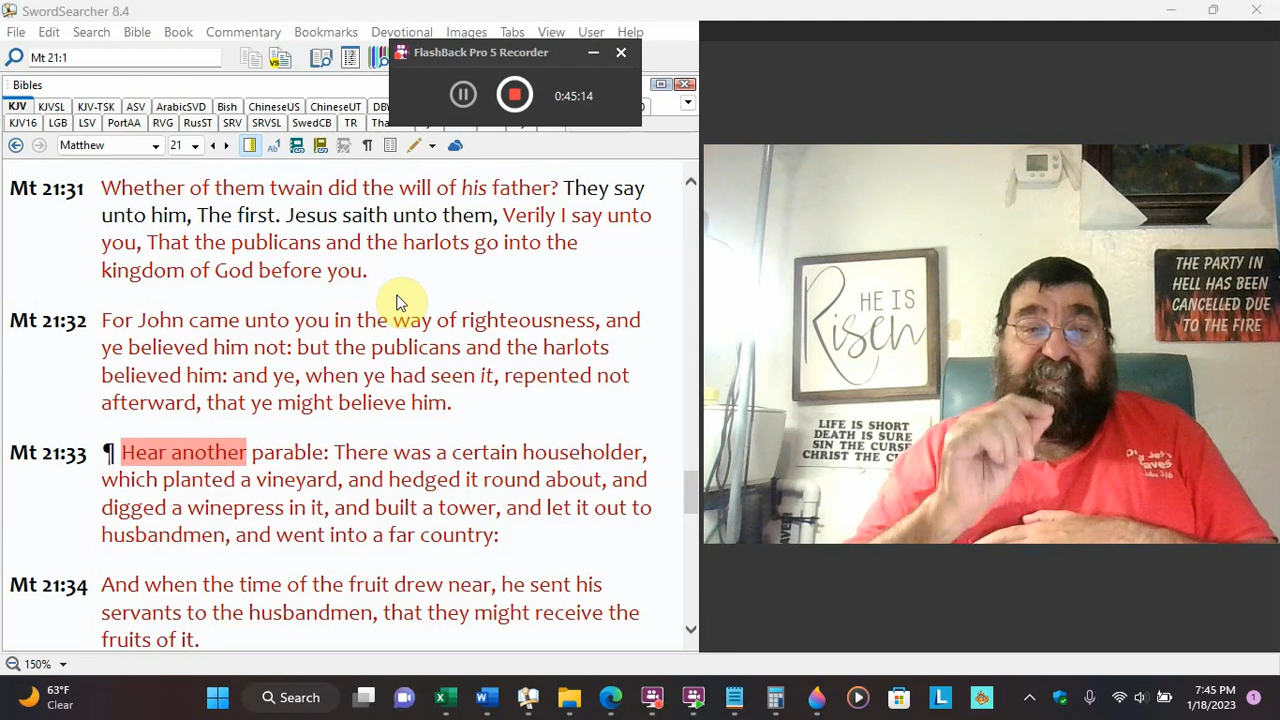 SwordSearcher 8.4
File Edit Search Bible Book Commentary Bookmarks Devotional Images Tabs View User Help
Mt 21:1
FlashBack Pro 5 Recorder
0:45:14
Bibles
KJV KJVSL KJV-TSK ASV ArabicSVD Bish ChineseUS ChineseUT
KJV16 LGB LSV PortAA RVG RusST SRV SRVSL SwedCB TR
Matthew 21
Mt 21:31 Whether of them twain did the will of his father? They say
unto him, The first. Jesus saith unto them, Verily I say unto
you, That the publicans and the harlots go into the
kingdom of God before you.
Mt 21:32 For John came unto you in the way of righteousness, and
ye believed him not: but the publicans and the harlots
believed him: and ye, when ye had seen it, repented not
afterward, that ye might believe him.
Mt 21:33 ¶ Hear another parable: There was a certain householder,
which planted a vineyard, and hedged it round about, and
digged a winepress in it, and built a tower, and let it out to
husbandmen, and went into a far country:
Mt 21:34 And when the time of the fruit drew near, he sent his
servants to the husbandmen, that they might receive the
fruits of it.
150%
HE IS
Risen
THE PARTY IN
HELL HAS BEEN
CANCELLED DUE
TO THE FIRE
LIFE IS SHORT
DEATH IS SURE
SIN THE CURSE
CHRIST THE
63°F
Clear
Search
7:45 PM
1/18/2023
1